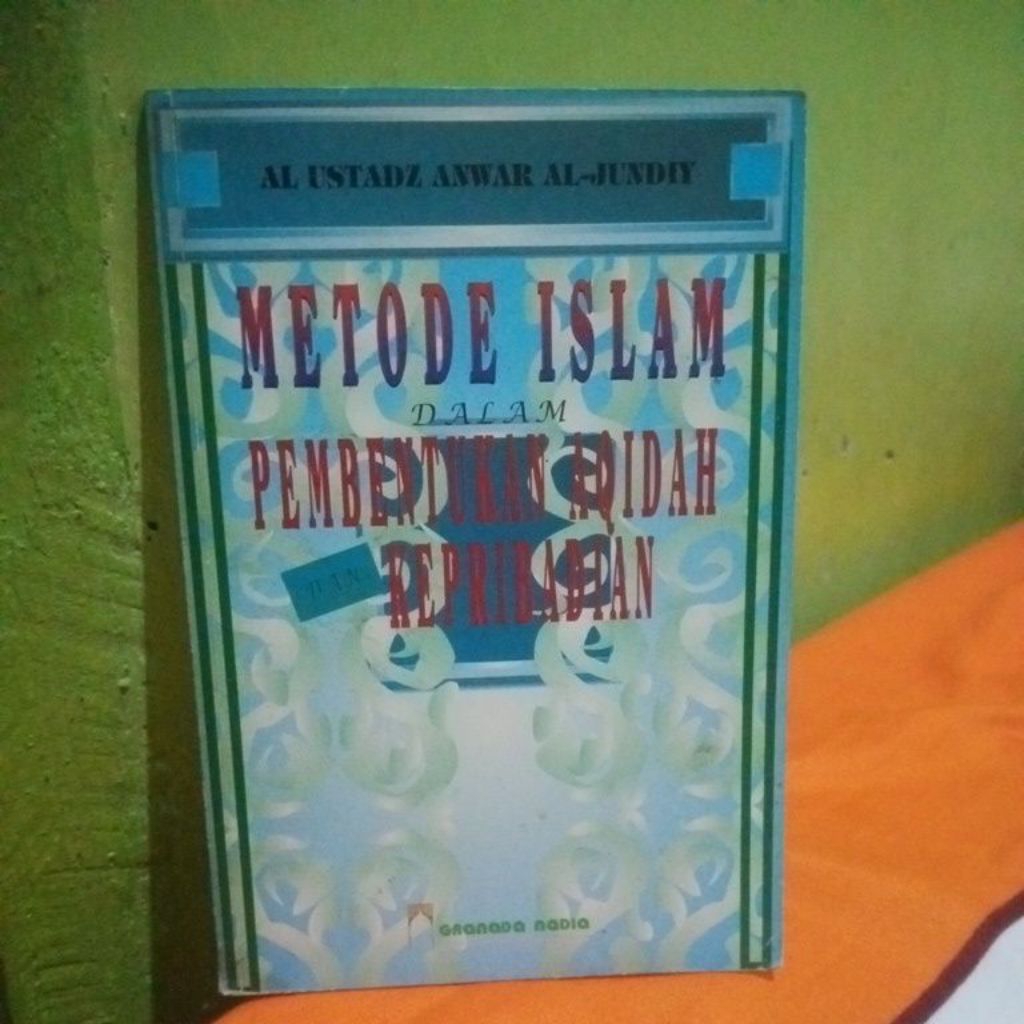 AL USTADZ ANWAR AL-JUNDIY
METODE ISLAM
DALAM
PEMBENTUKAN AQIDAH
DAN KEPRIBADIAN
GRANADA NADIA